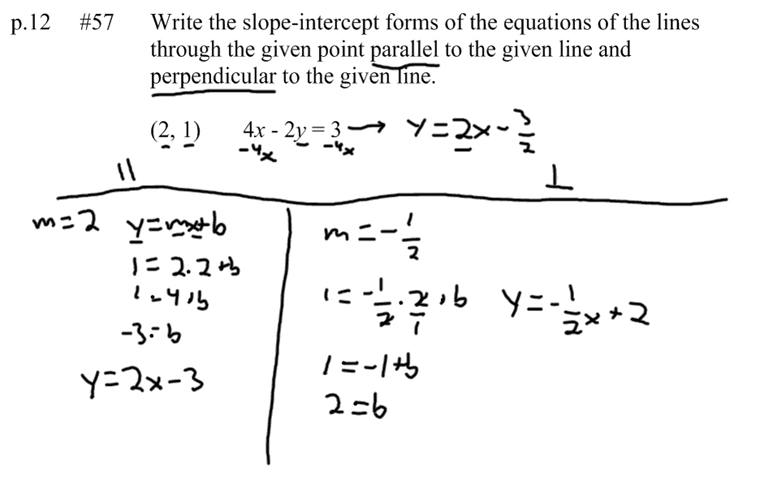 p.12 #57 Write the slope-intercept forms of the equations of the lines
through the given point parallel to the given line and
perpendicular to the given line.
(2, 1) 4x - 2y = 3 → y = 2x - 3/2
-4x -4x
|| ⊥
m = 2 y = mx + b
1 = 2 · 2 + b
1 = 4 + b
-3 = b
y = 2x - 3
m = - 1/2
1 = - 1/2 · 2/1 + b y = - 1/2 x + 2
1 = -1 + b
2 = b